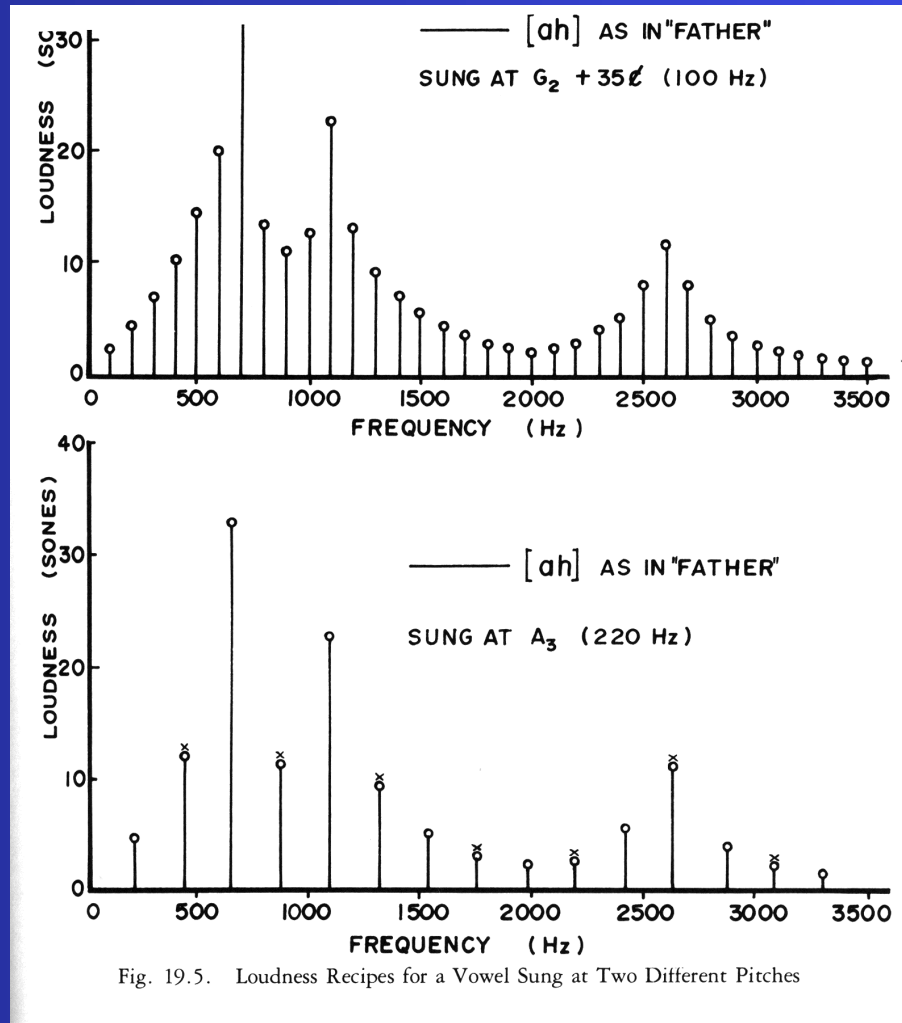 LOUDNESS (SO
30
20
10
0
[ah] AS IN "FATHER"
SUNG AT G₂ + 35¢ (100 Hz)
0 500 1000 1500 2000 2500 3000 3500
FREQUENCY (Hz)
LOUDNESS (SONES)
40
30
20
10
0
[ah] AS IN "FATHER"
SUNG AT A₃ (220 Hz)
x x x x x x x
0 500 1000 1500 2000 2500 3000 3500
FREQUENCY (Hz)
Fig. 19.5. Loudness Recipes for a Vowel Sung at Two Different Pitches